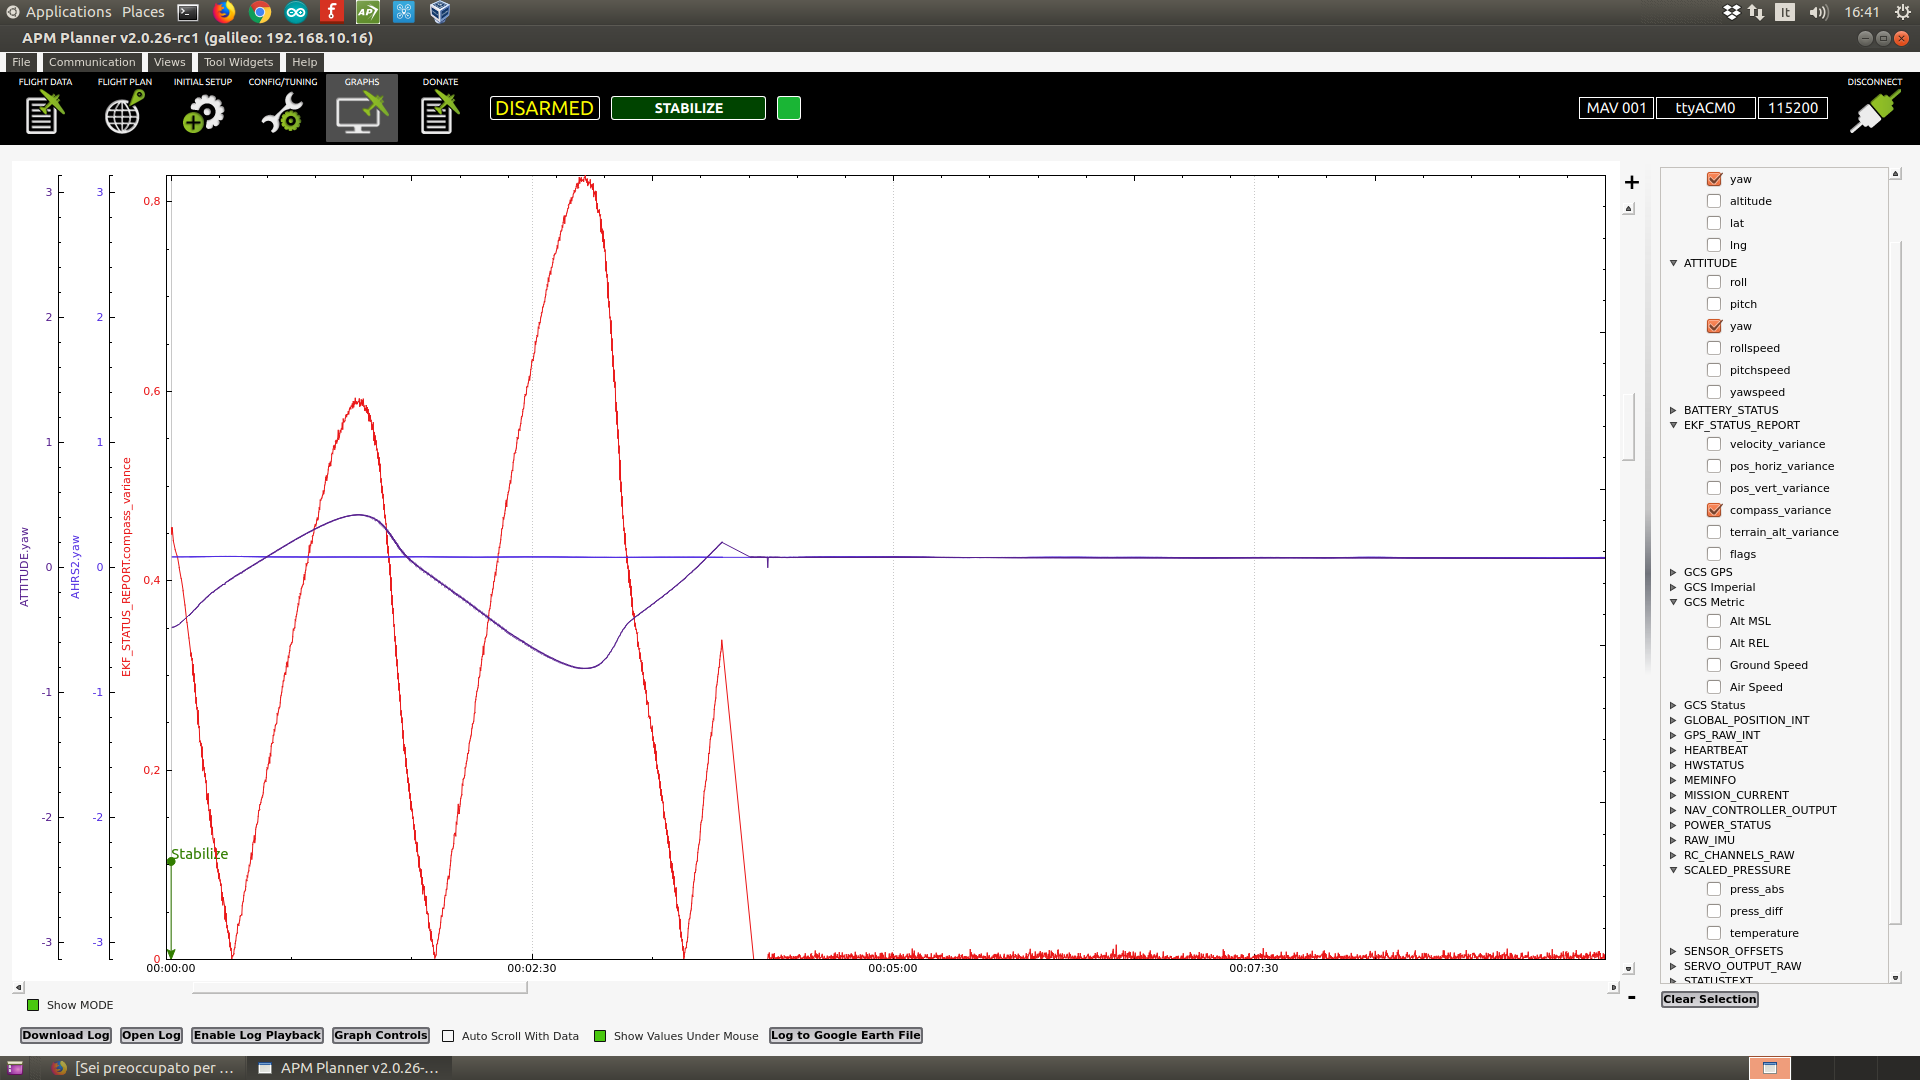 Applications Places It 16:41
APM Planner v2.0.26-rc1 (galileo: 192.168.10.16)
File Communication Views Tool Widgets Help
FLIGHT DATA FLIGHT PLAN INITIAL SETUP CONFIG/TUNING GRAPHS DONATE DISCONNECT
DISARMED STABILIZE MAV 001 ttyACM0 115200
ATTITUDE.yaw
3
2
1
0
-1
-2
-3
AHRS2.yaw
3
2
1
0
-1
-2
-3
EKF_STATUS_REPORT.compass_variance
0,8
0,6
0,4
0,2
0
Stabilize
00:00:00 00:02:30 00:05:00 00:07:30
+
-
yaw
altitude
lat
lng
ATTITUDE
roll
pitch
yaw
rollspeed
pitchspeed
yawspeed
BATTERY_STATUS
EKF_STATUS_REPORT
velocity_variance
pos_horiz_variance
pos_vert_variance
compass_variance
terrain_alt_variance
flags
GCS GPS
GCS Imperial
GCS Metric
Alt MSL
Alt REL
Ground Speed
Air Speed
GCS Status
GLOBAL_POSITION_INT
GPS_RAW_INT
HEARTBEAT
HWSTATUS
MEMINFO
MISSION_CURRENT
NAV_CONTROLLER_OUTPUT
POWER_STATUS
RAW_IMU
RC_CHANNELS_RAW
SCALED_PRESSURE
press_abs
press_diff
temperature
SENSOR_OFFSETS
SERVO_OUTPUT_RAW
STATUSTEXT
Clear Selection
Show MODE
Download Log Open Log Enable Log Playback Graph Controls Auto Scroll With Data Show Values Under Mouse Log to Google Earth File
[Sei preoccupato per ... APM Planner v2.0.26-...